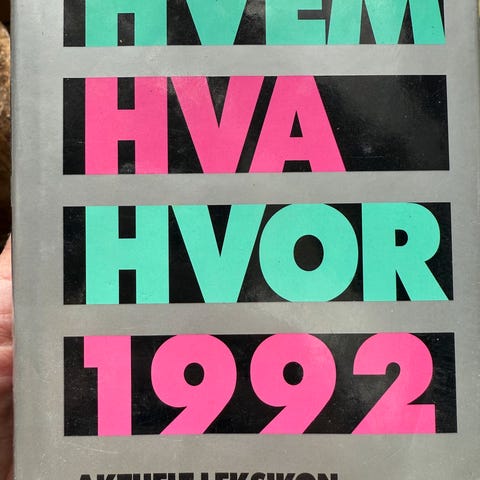 HVEM
HVA
HVOR
1992
AKTUELT LEKSIKON